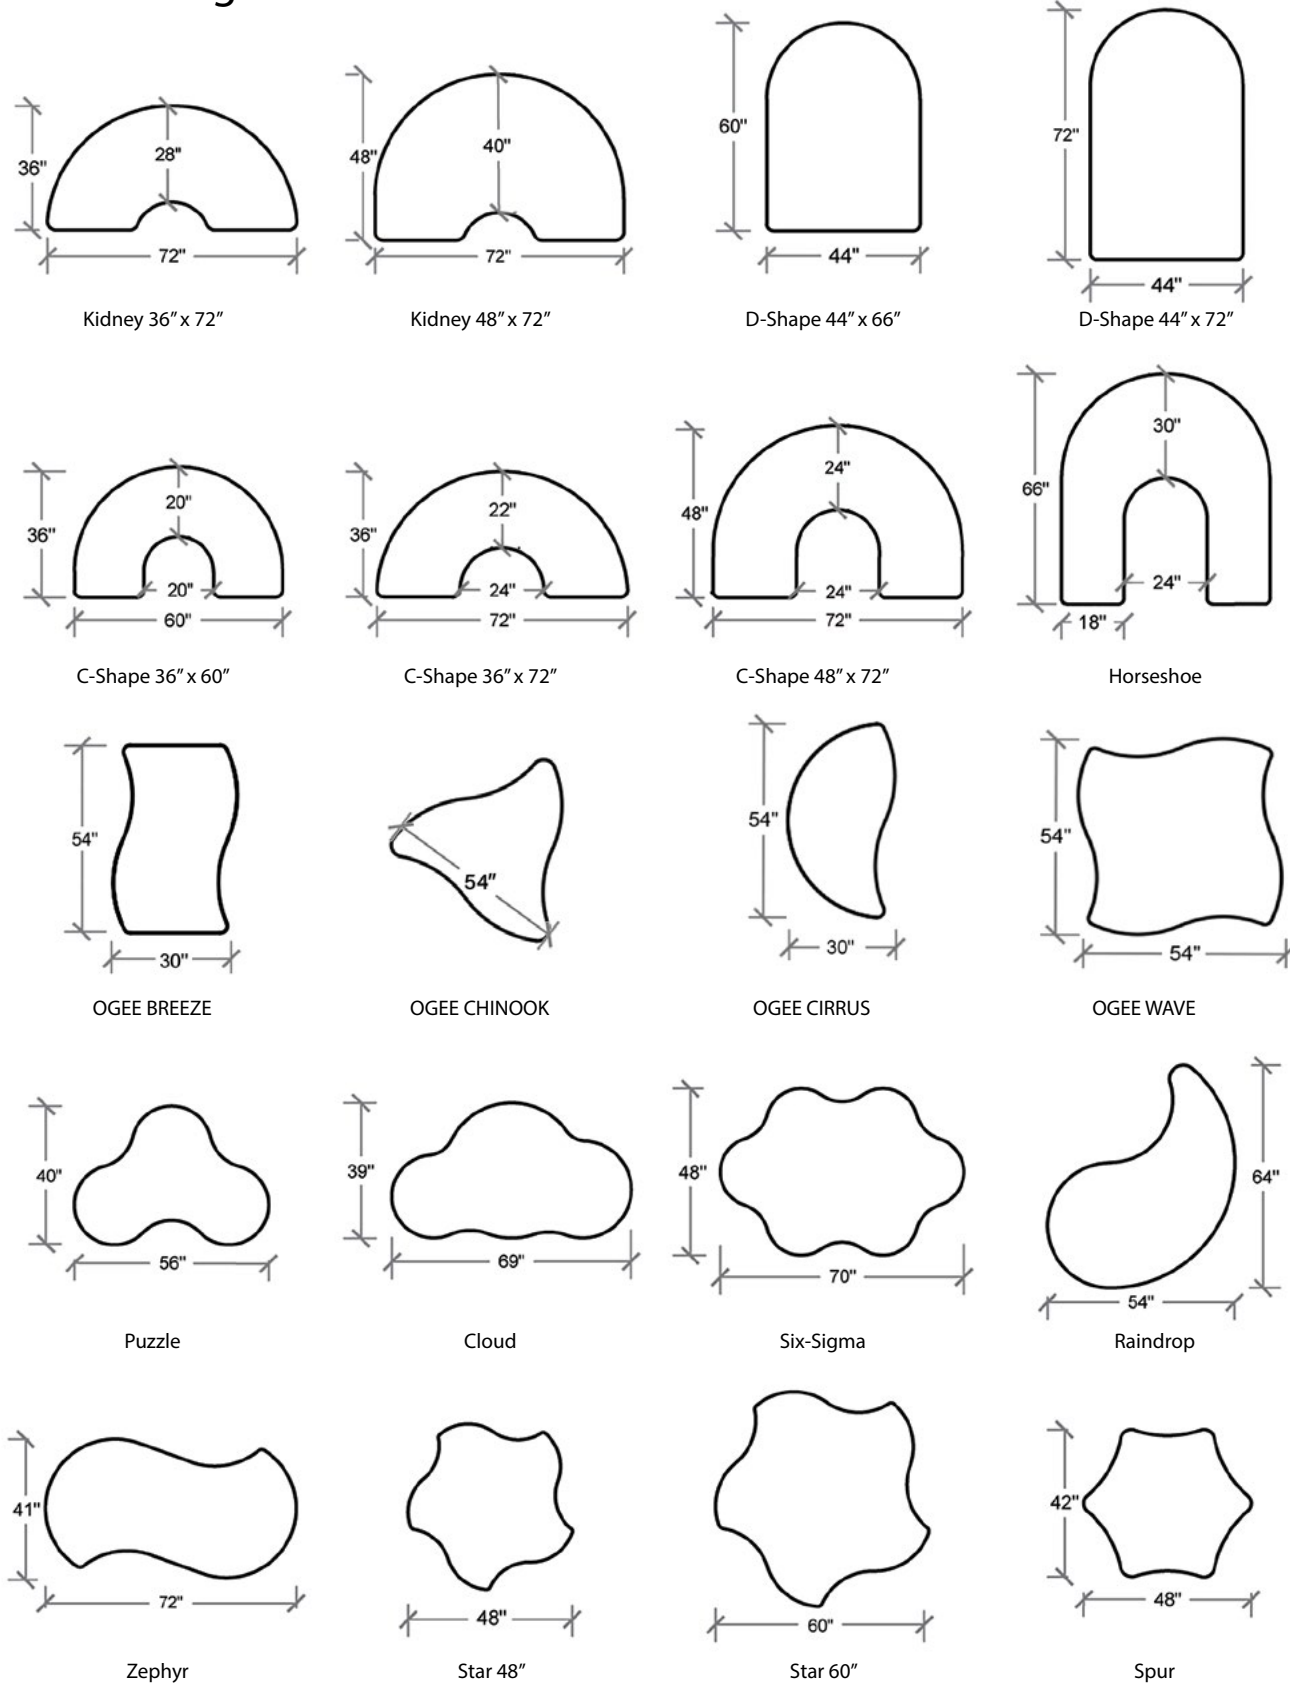 36" 28" 72" 48" 40" 72" 60" 44" 72" 44"
Kidney 36” x 72” Kidney 48” x 72” D-Shape 44” x 66” D-Shape 44” x 72”
36" 20" 20" 60" 36" 22" 24" 72" 48" 24" 24" 72" 66" 30" 24" 18"
C-Shape 36” x 60” C-Shape 36” x 72” C-Shape 48” x 72” Horseshoe
54" 30" 54" 54" 30" 54" 54"
OGEE BREEZE OGEE CHINOOK OGEE CIRRUS OGEE WAVE
40" 56" 39" 69" 48" 70" 64" 54"
Puzzle Cloud Six-Sigma Raindrop
41" 72" 48" 60" 42" 48"
Zephyr Star 48” Star 60” Spur